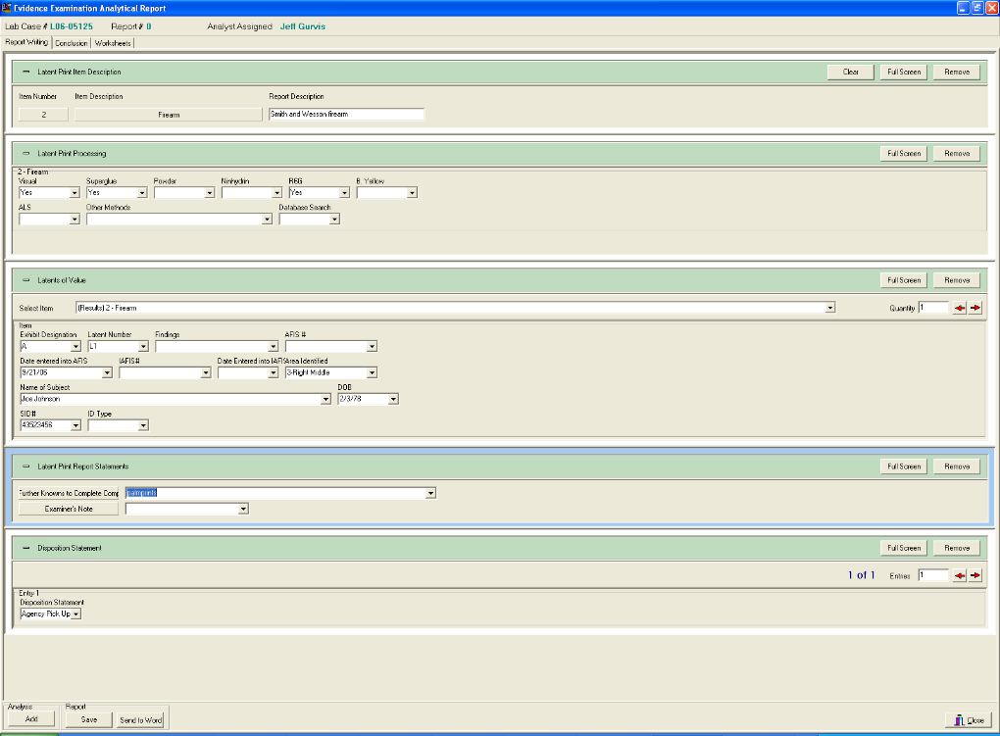 Evidence Examination Analytical Report
Lab Case # L06-05125 Report # 0 Analyst Assigned Jeff Gurvis
Report Writing Conclusion Worksheets
Latent Print Item Description Clear Full Screen Remove
Item Number Item Description Report Description
2 Firearm Smith and Wesson firearm
Latent Print Processing Full Screen Remove
2 - Firearm
Visual Superglue Powder Ninhydrin R6G B. Yellow
Yes Yes Yes
ALS Other Methods Database Search
Latents of Value Full Screen Remove
Select Item (Results) 2 - Firearm Quantity 1
Item
Exhibit Designation Latent Number Findings AFIS #
A L1
Date entered into AFIS IAFIS# Date Entered into IAFIS Area Identified
9/21/06 3-Right Middle
Name of Subject DOB
Joe Johnson 2/3/78
SID# ID Type
43523456
Latent Print Report Statements Full Screen Remove
Further Knowns to Complete Comp palmprints
Examiner's Note
Disposition Statement Full Screen Remove
1 of 1 Entries 1
Entry 1
Disposition Statement
Agency Pick Up
Analysis Report
Add Save Send to Word Close